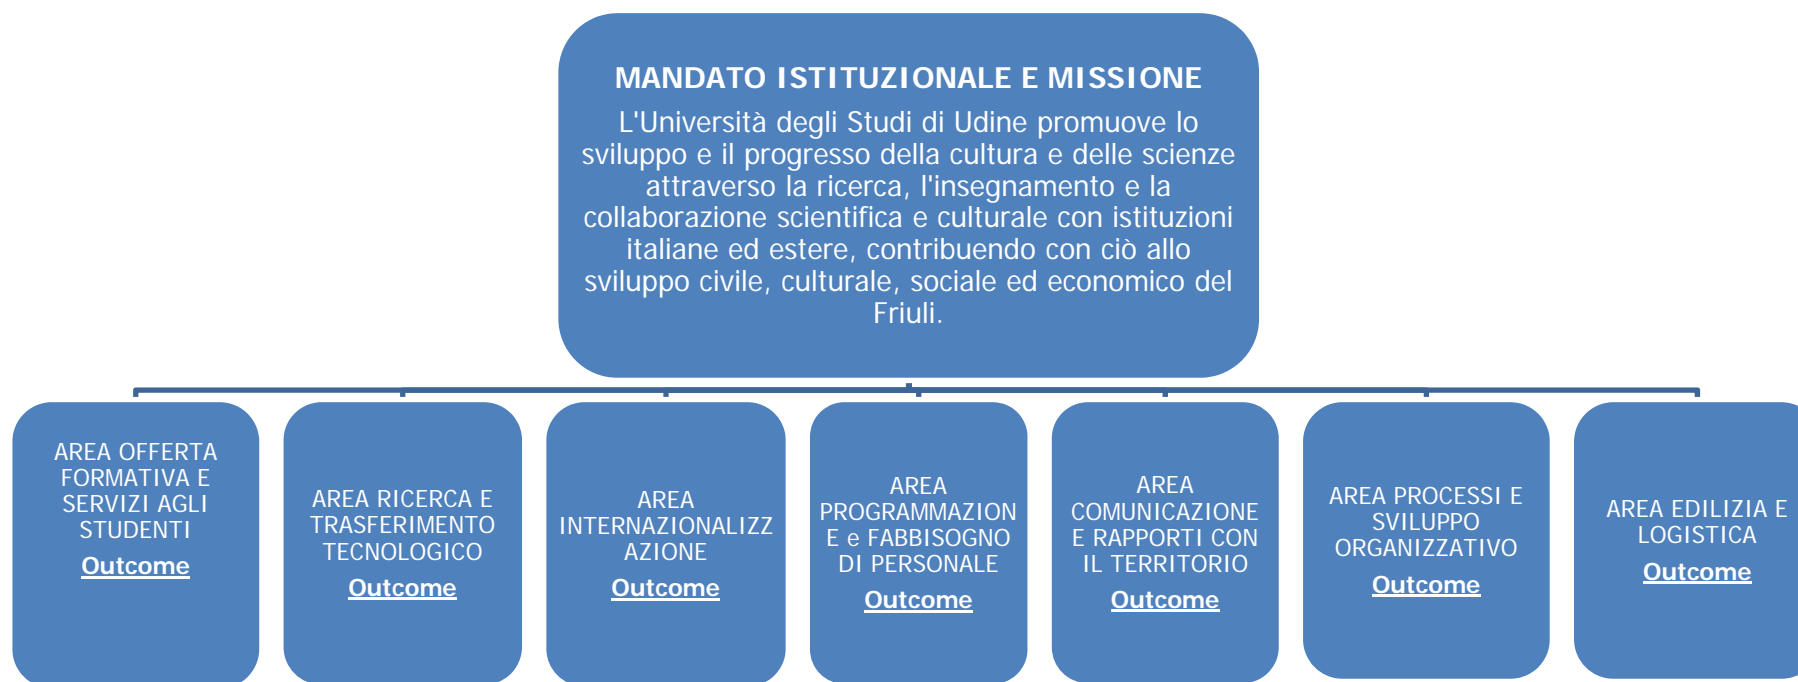 MANDATO ISTITUZIONALE E MISSIONE
L'Università degli Studi di Udine promuove lo
sviluppo e il progresso della cultura e delle scienze
attraverso la ricerca, l'insegnamento e la
collaborazione scientifica e culturale con istituzioni
italiane ed estere, contribuendo con ciò allo
sviluppo civile, culturale, sociale ed economico del
Friuli.
AREA OFFERTA
FORMATIVA E
SERVIZI AGLI
STUDENTI
Outcome
AREA RICERCA E
TRASFERIMENTO
TECNOLOGICO
Outcome
AREA
INTERNAZIONALIZZ
AZIONE
Outcome
AREA
PROGRAMMAZION
E e FABBISOGNO
DI PERSONALE
Outcome
AREA
COMUNICAZIONE
E RAPPORTI CON
IL TERRITORIO
Outcome
AREA PROCESSI E
SVILUPPO
ORGANIZZATIVO
Outcome
AREA EDILIZIA E
LOGISTICA
Outcome